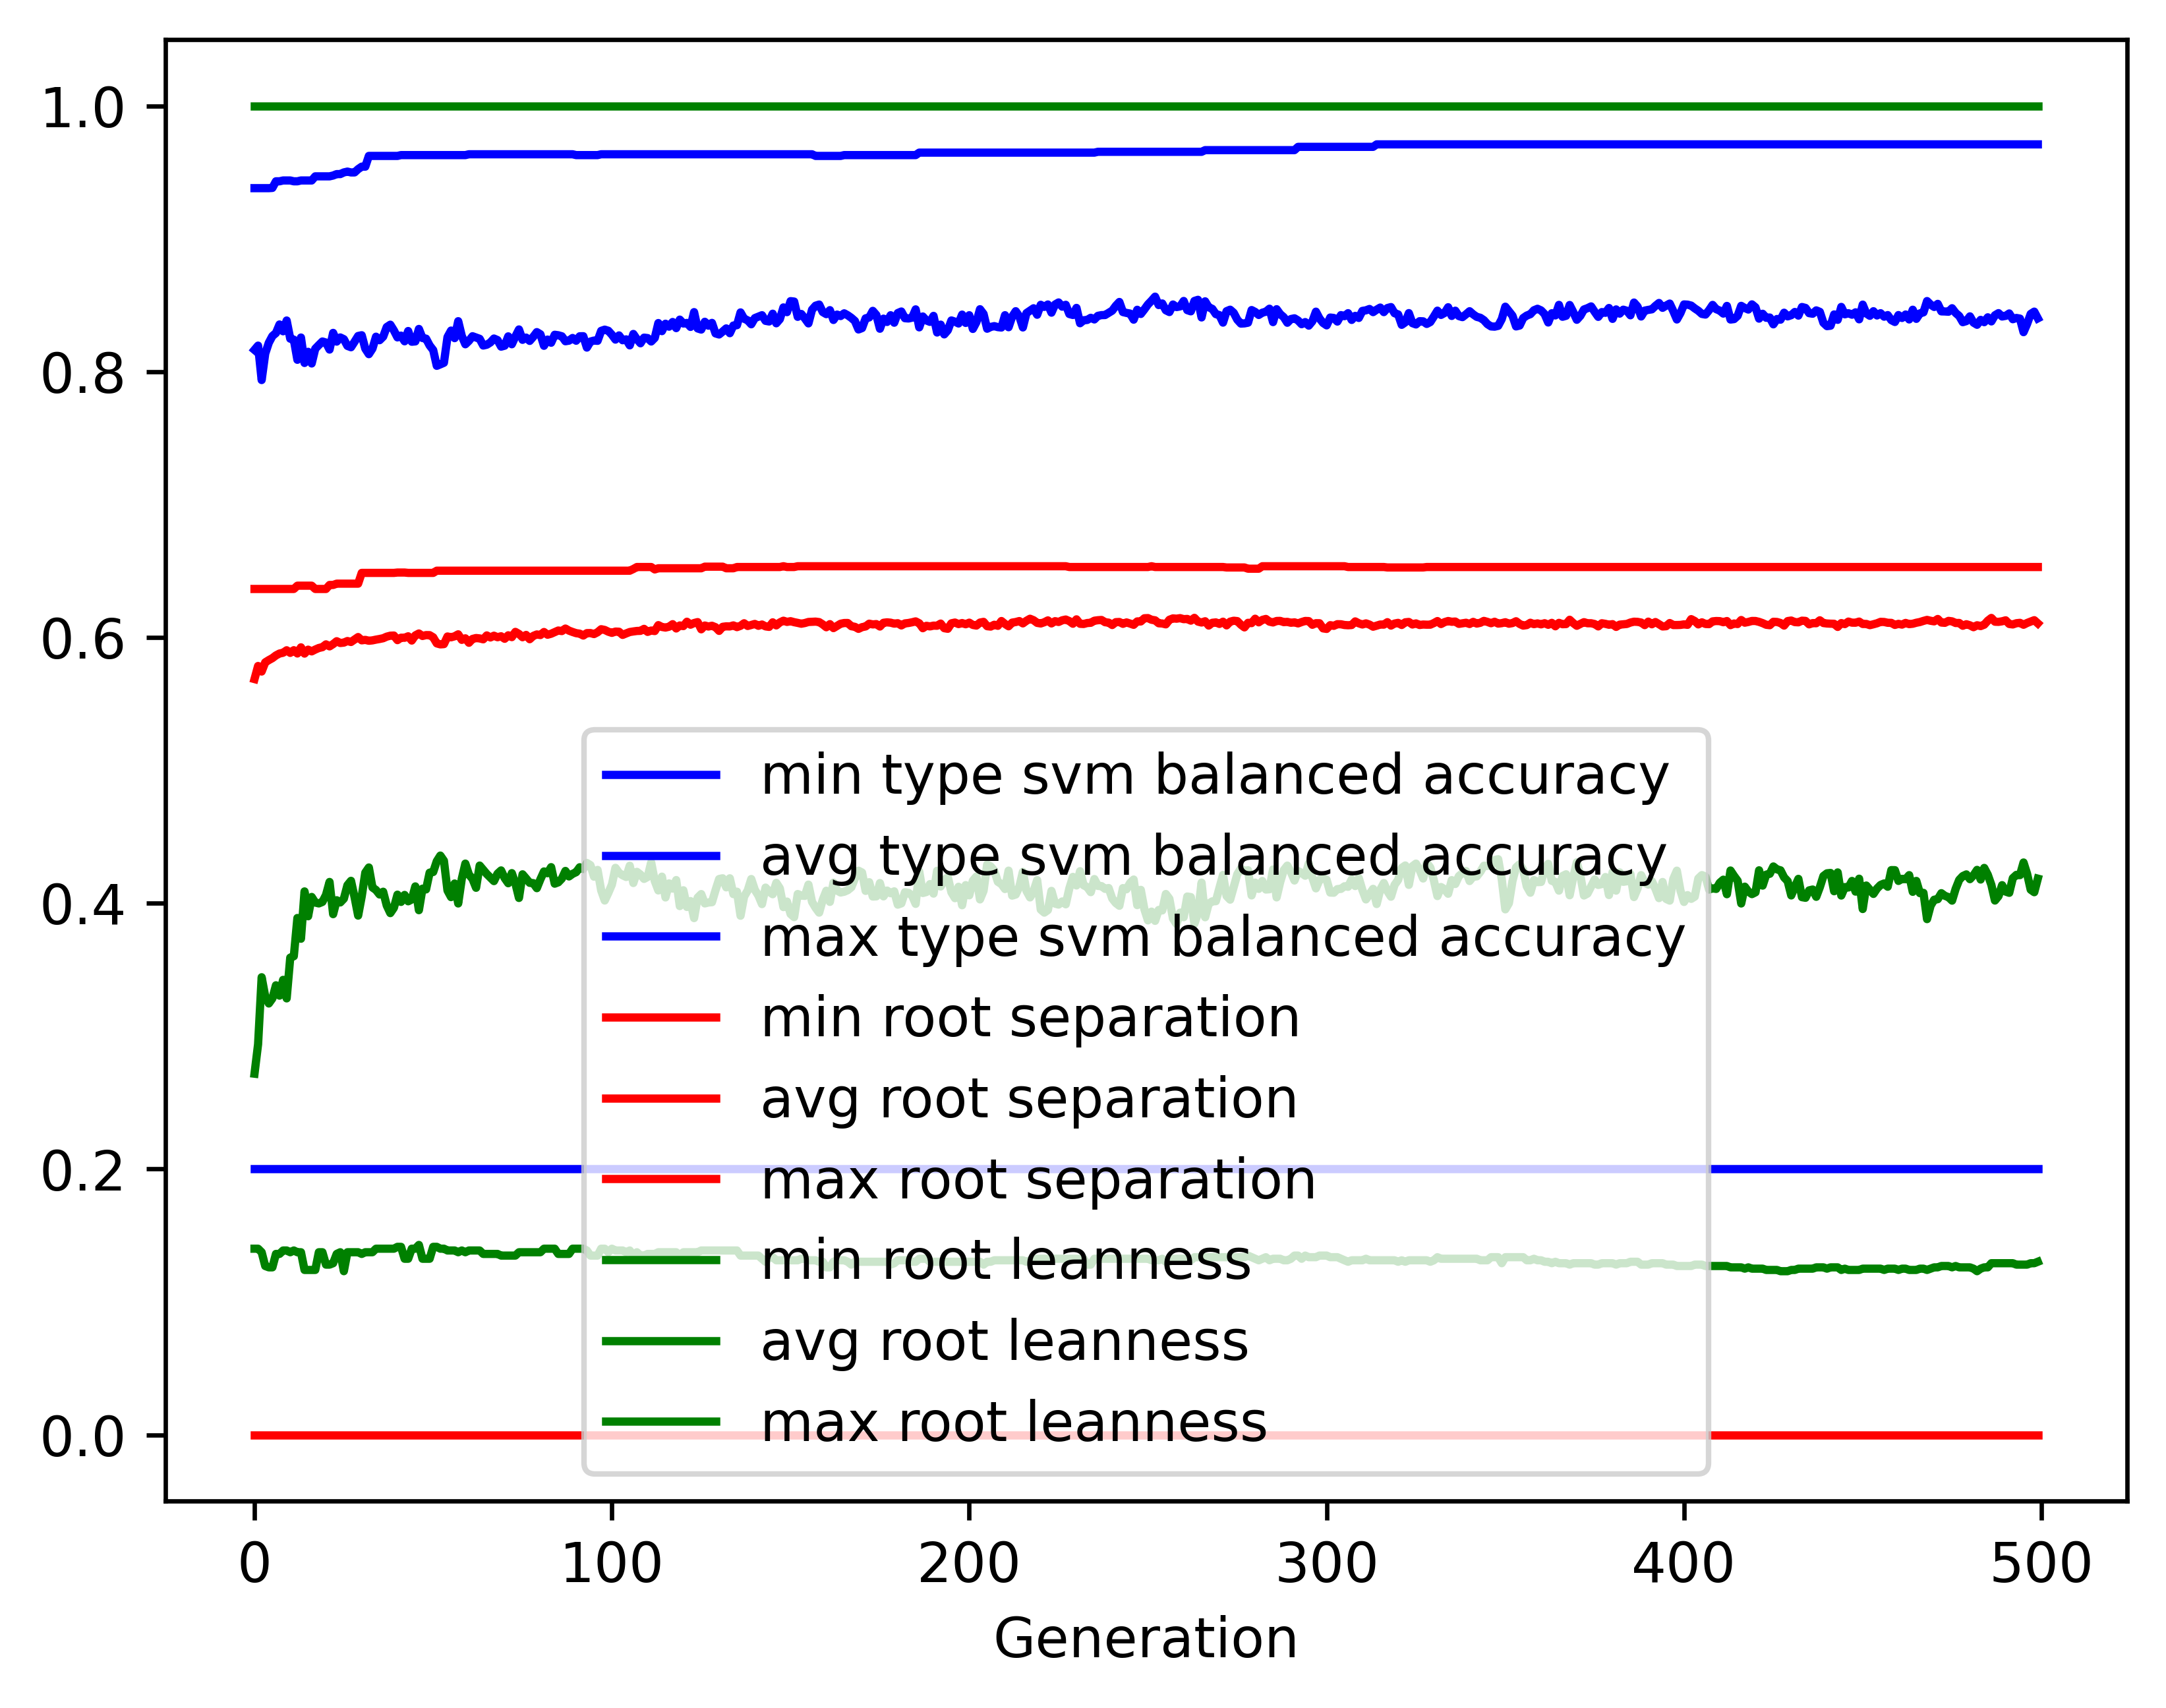 1.0
0.8
0.6
0.4
0.2
0.0
min type svm balanced accuracy
avg type svm balanced accuracy
max type svm balanced accuracy
min root separation
avg root separation
max root separation
min root leanness
avg root leanness
max root leanness
0 100 200 300 400 500
Generation